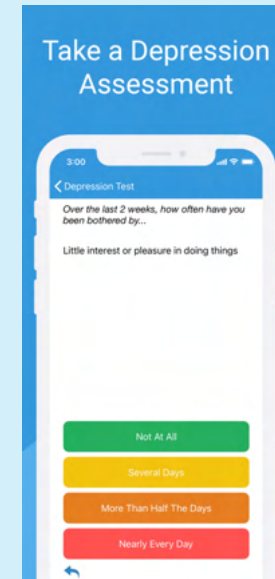 Take a Depression
Assessment
3:00
Depression Test
Over the last 2 weeks, how often have you
been bothered by...
Little interest or pleasure in doing things
Not At All
Several Days
More Than Half The Days
Nearly Every Day